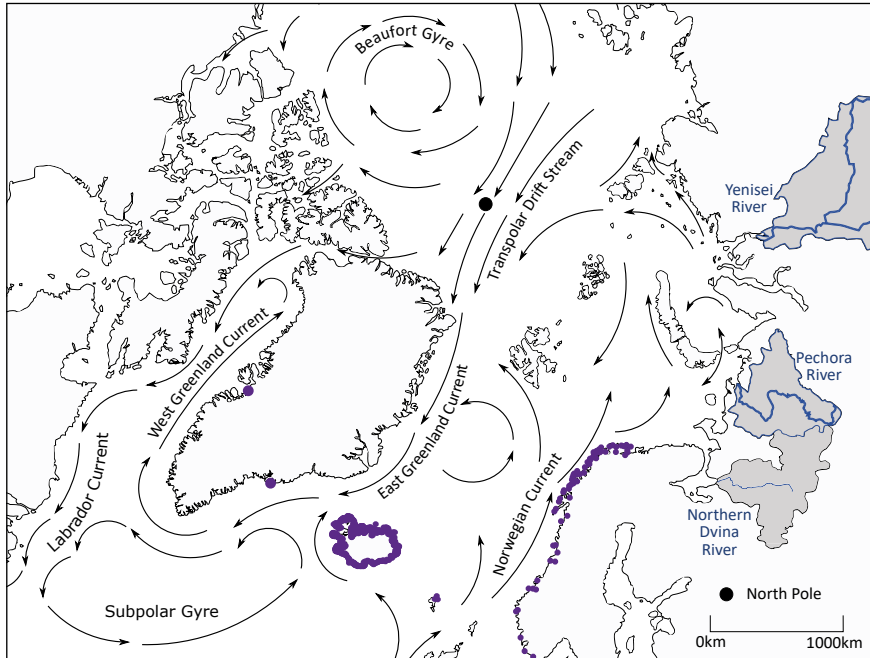 Beaufort Gyre
Transpolar Drift Stream
Yenisei
River
West Greenland Current
East Greenland Current
Pechora
River
Labrador Current
Norwegian Current
Northern
Dvina
River
Subpolar Gyre
North Pole
0km
1000km